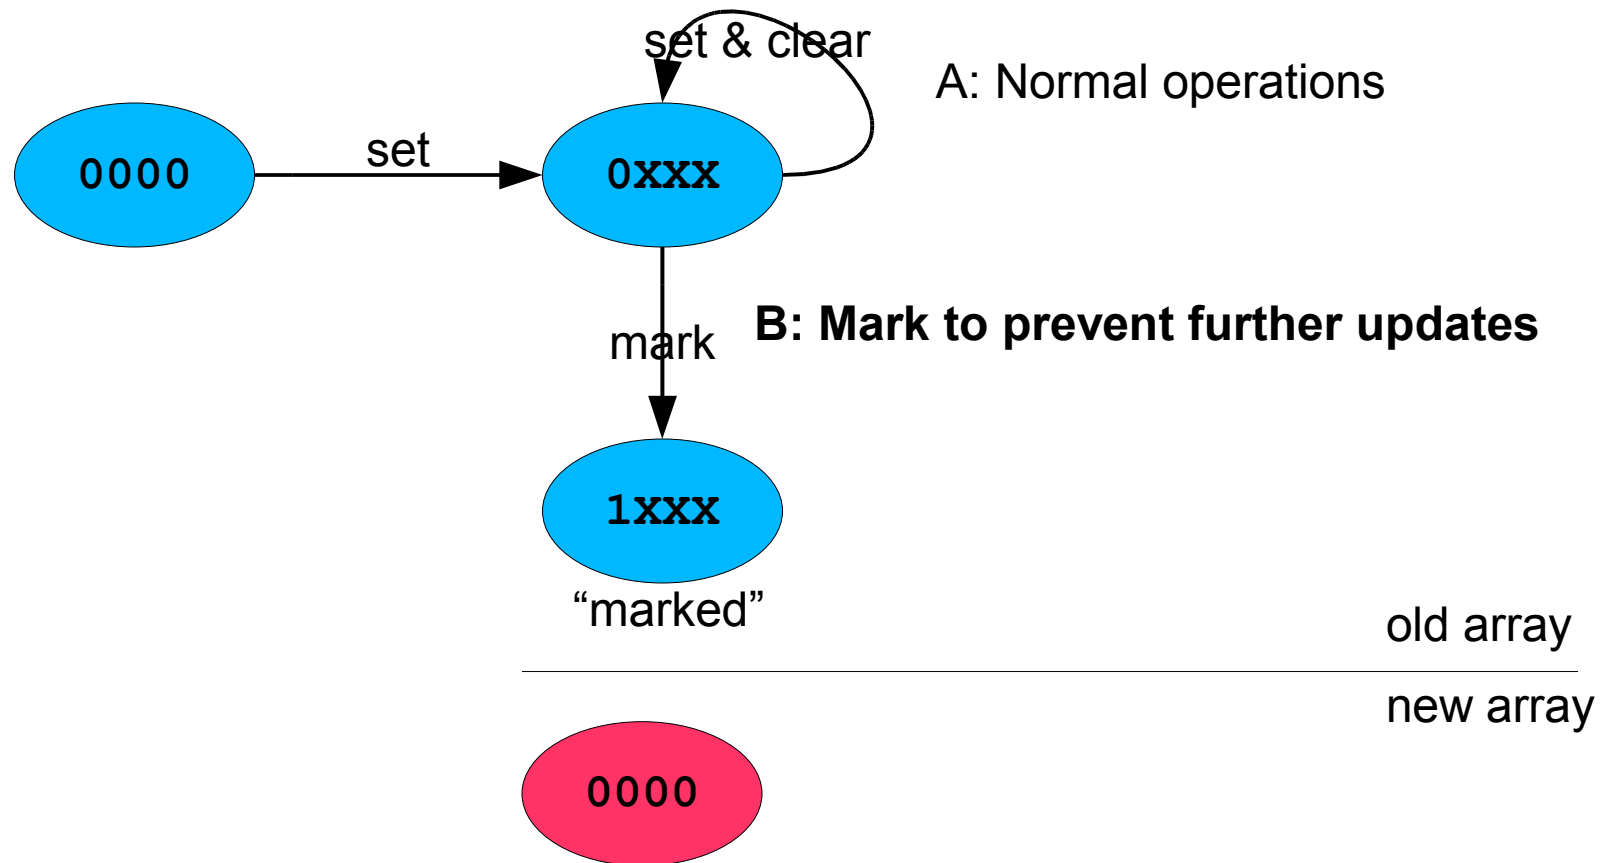 set & clear
A: Normal operations
0000
set
0xxx
mark
B: Mark to prevent further updates
1xxx
“marked”
old array
new array
0000